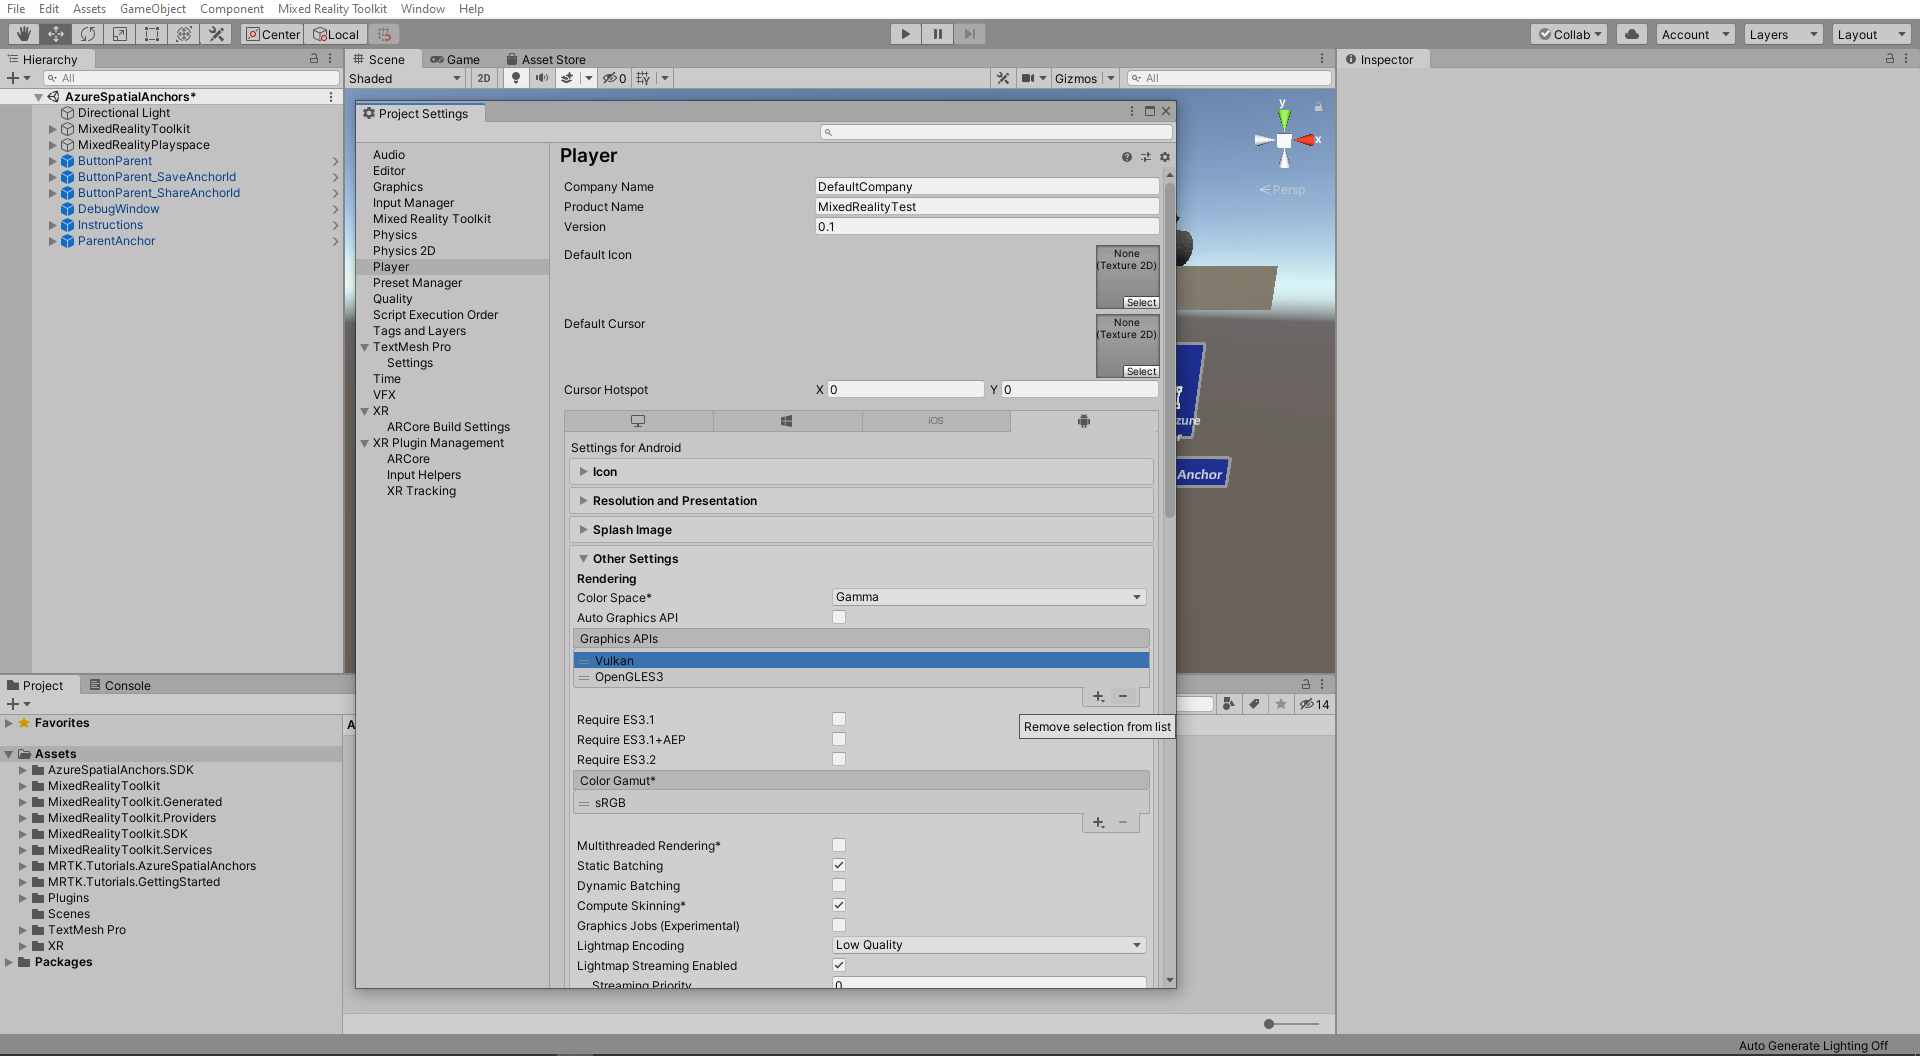 File Edit Assets GameObject Component Mixed Reality Toolkit Window Help
Center Local Collab Account Layers Layout
Hierarchy
All
AzureSpatialAnchors*
Directional Light
MixedRealityToolkit
MixedRealityPlayspace
ButtonParent
ButtonParent_SaveAnchorId
ButtonParent_ShareAnchorId
DebugWindow
Instructions
ParentAnchor
Scene Game Asset Store
Shaded 2D 0 Gizmos All
y
x
Persp
zure
Anchor
Inspector
Project Settings
Audio
Editor
Graphics
Input Manager
Mixed Reality Toolkit
Physics
Physics 2D
Player
Preset Manager
Quality
Script Execution Order
Tags and Layers
TextMesh Pro
Settings
Time
VFX
XR
ARCore Build Settings
XR Plugin Management
ARCore
Input Helpers
XR Tracking
Player
Company Name DefaultCompany
Product Name MixedRealityTest
Version 0.1
Default Icon None
(Texture 2D)
Select
Default Cursor None
(Texture 2D)
Select
Cursor Hotspot X 0 Y 0
iOS
Settings for Android
Icon
Resolution and Presentation
Splash Image
Other Settings
Rendering
Color Space* Gamma
Auto Graphics API
Graphics APIs
Vulkan
OpenGLES3
Require ES3.1
Remove selection from list
Require ES3.1+AEP
Require ES3.2
Color Gamut*
sRGB
Multithreaded Rendering*
Static Batching
Dynamic Batching
Compute Skinning*
Graphics Jobs (Experimental)
Lightmap Encoding Low Quality
Lightmap Streaming Enabled
Streaming Priority 0
Project Console
14
Favorites
A
Assets
AzureSpatialAnchors.SDK
MixedRealityToolkit
MixedRealityToolkit.Generated
MixedRealityToolkit.Providers
MixedRealityToolkit.SDK
MixedRealityToolkit.Services
MRTK.Tutorials.AzureSpatialAnchors
MRTK.Tutorials.GettingStarted
Plugins
Scenes
TextMesh Pro
XR
Packages
Auto Generate Lighting Off